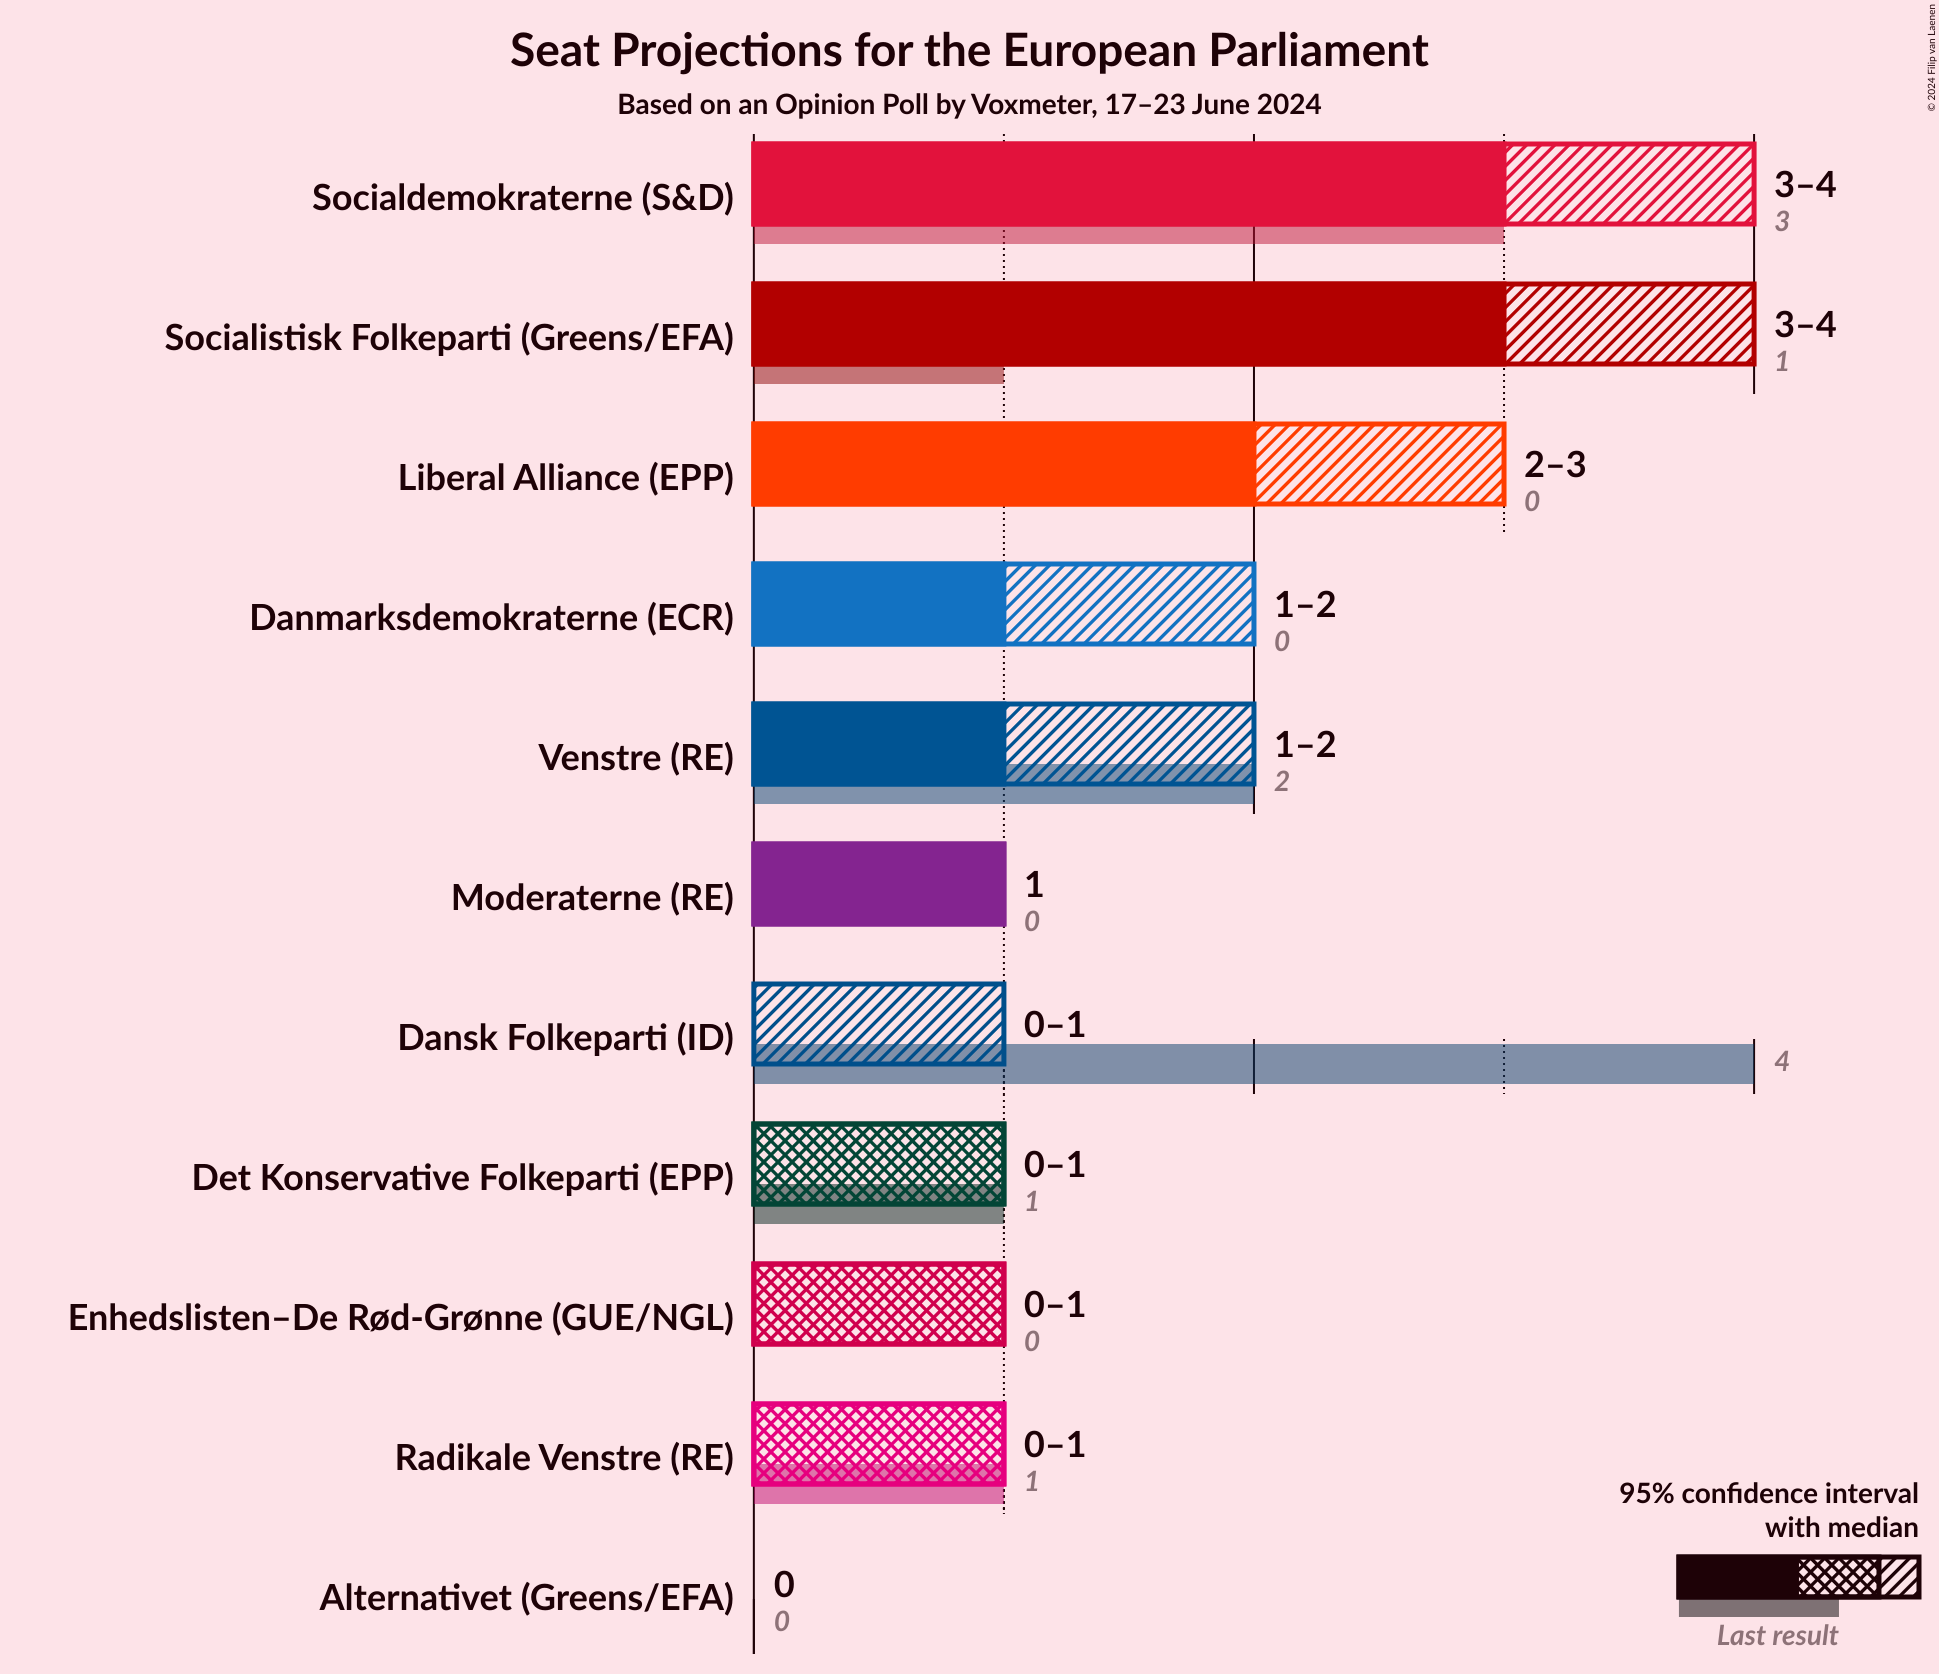 Seat Projections for the European Parliament
Based on an Opinion Poll by Voxmeter, 17–23 June 2024
© 2024 Filip van Laenen
Socialdemokraterne (S&D)
3–4
3
Socialistisk Folkeparti (Greens/EFA)
3–4
1
Liberal Alliance (EPP)
2–3
0
Danmarksdemokraterne (ECR)
1–2
0
Venstre (RE)
1–2
2
Moderaterne (RE)
1
0
Dansk Folkeparti (ID)
0–1
4
Det Konservative Folkeparti (EPP)
0–1
1
Enhedslisten–De Rød-Grønne (GUE/NGL)
0–1
0
Radikale Venstre (RE)
0–1
1
Alternativet (Greens/EFA)
0
0
95% confidence interval
with median
Last result